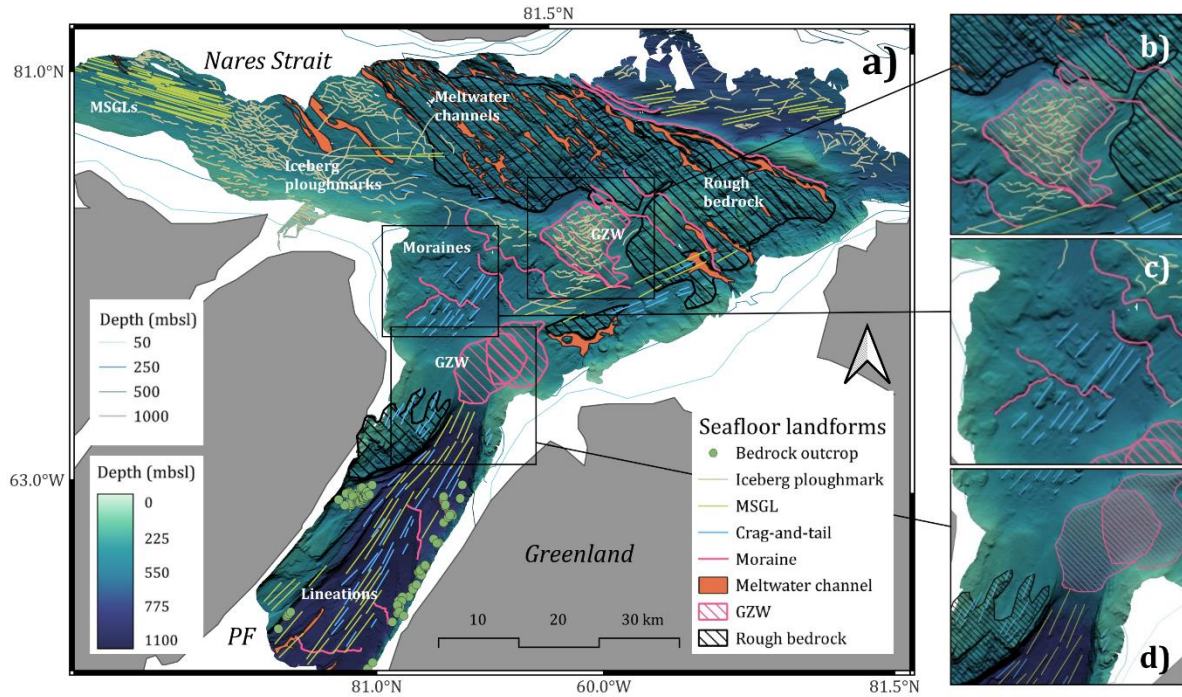 81.5°N
81.0°N
Nares Strait
a)
b)
MSGLs
Meltwater
channels
Iceberg
ploughmarks
Rough
bedrock
GZW
Moraines
c)
Depth (mbsl)
50
250
500
1000
GZW
Seafloor landforms
Bedrock outcrop
Iceberg ploughmark
MSGL
Crag-and-tail
Moraine
Meltwater channel
GZW
Rough bedrock
Depth (mbsl)
0
225
550
775
1100
63.0°W
Greenland
Lineations
PF
10 20 30 km
d)
81.0°N
60.0°W
81.5°N